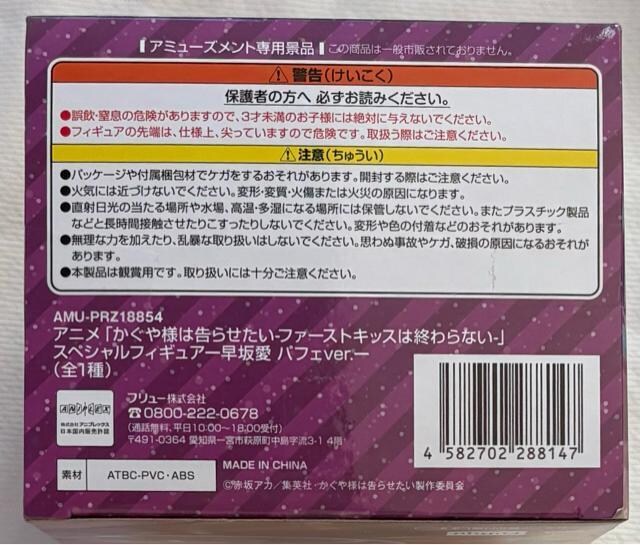 アミューズメント専用景品 この商品は一般市販されておりません。
警告(けいこく)
保護者の方へ 必ずお読みください。
●誤飲・窒息の危険がありますので、3才未満のお子様には絶対に与えないでください。
●フィギュアの先端は、仕様上、尖っていますので危険です。取扱う際はご注意ください。
注意(ちゅうい)
●パッケージや付属梱包材でケガをするおそれがあります。開封する際はご注意ください。
●火気には近づけないでください。変形・変質・火傷または火災の原因になります。
●直射日光の当たる場所や水場、高温・多湿になる場所には保管しないでください。またプラスチック製品
などと長時間接触させたりこすったりしないでください。変形や色の付着などのおそれがあります。
●無理な力を加えたり、乱暴な取り扱いはしないでください。思わぬ事故やケガ、破損の原因になるおそれが
あります。
●本製品は観賞用です。取り扱いには十分ご注意ください。
AMU-PRZ18854
アニメ「かぐや様は告らせたい-ファーストキッスは終わらない-」
スペシャルフィギュアー早坂愛 パフェver.ー
(全1種)
ANIPLEX
株式会社アニプレックス
日本国内販売許諾
フリュー株式会社
☎0800-222-0678
(通話無料、平日10:00~18:00受付)
〒491-0364 愛知県一宮市萩原町中島字流3-1 4階
素材 ATBC-PVC・ABS
MADE IN CHINA
©赤坂アカ/集英社・かぐや様は告らせたい製作委員会
4 582702 288147